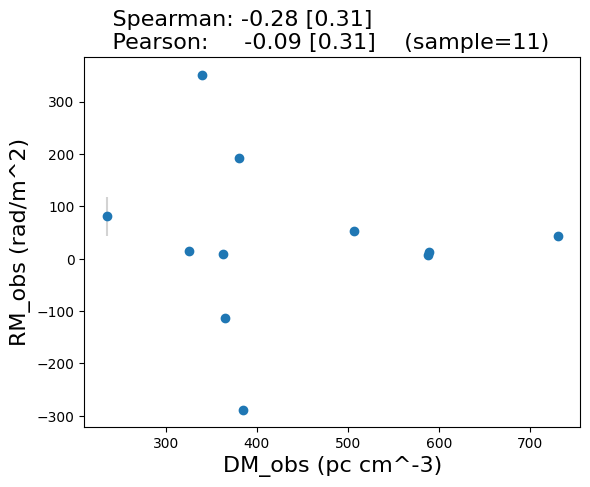 Spearman: -0.28 [0.31]
Pearson: -0.09 [0.31] (sample=11)
300
200
100
0
−100
−200
−300
RM_obs (rad/m^2)
300 400 500 600 700
DM_obs (pc cm^-3)